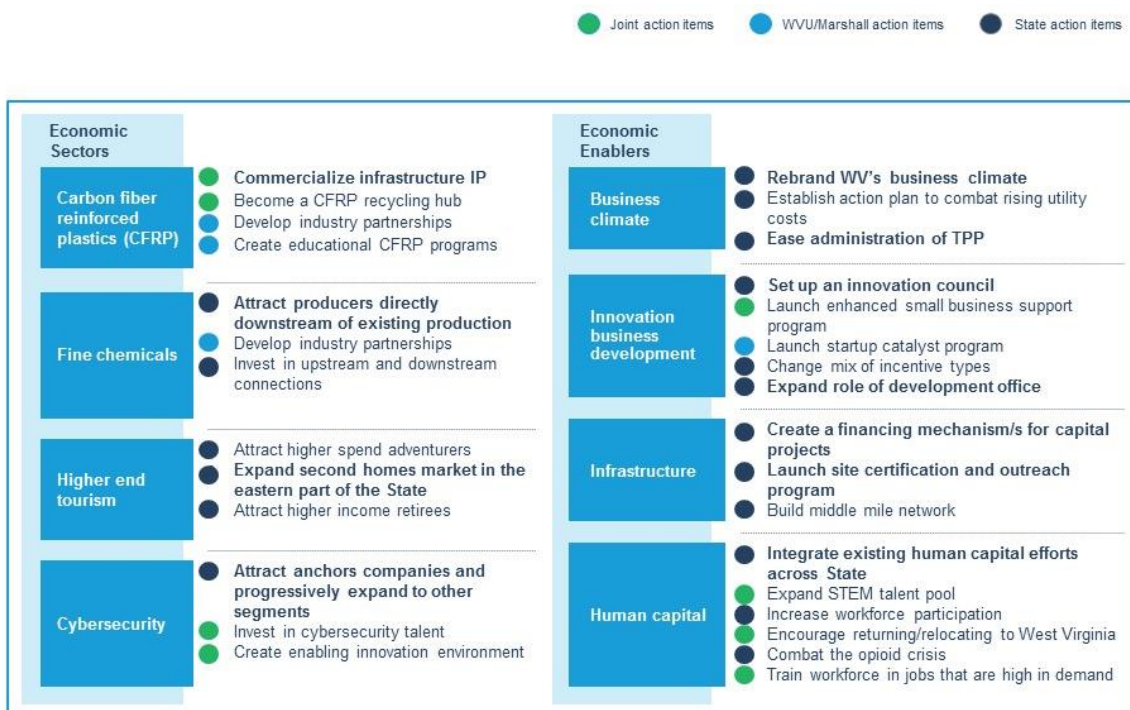 Joint action items
WVU/Marshall action items
State action items
Economic
Sectors
Carbon fiber
reinforced
plastics (CFRP)
Commercialize infrastructure IP
Become a CFRP recycling hub
Develop industry partnerships
Create educational CFRP programs
Fine chemicals
Attract producers directly
downstream of existing production
Develop industry partnerships
Invest in upstream and downstream
connections
Higher end
tourism
Attract higher spend adventurers
Expand second homes market in the
eastern part of the State
Attract higher income retirees
Cybersecurity
Attract anchors companies and
progressively expand to other
segments
Invest in cybersecurity talent
Create enabling innovation environment
Economic
Enablers
Business
climate
Rebrand WV's business climate
Establish action plan to combat rising utility
costs
Ease administration of TPP
Innovation
business
development
Set up an innovation council
Launch enhanced small business support
program
Launch startup catalyst program
Change mix of incentive types
Expand role of development office
Infrastructure
Create a financing mechanism/s for capital
projects
Launch site certification and outreach
program
Build middle mile network
Human capital
Integrate existing human capital efforts
across State
Expand STEM talent pool
Increase workforce participation
Encourage returning/relocating to West Virginia
Combat the opioid crisis
Train workforce in jobs that are high in demand